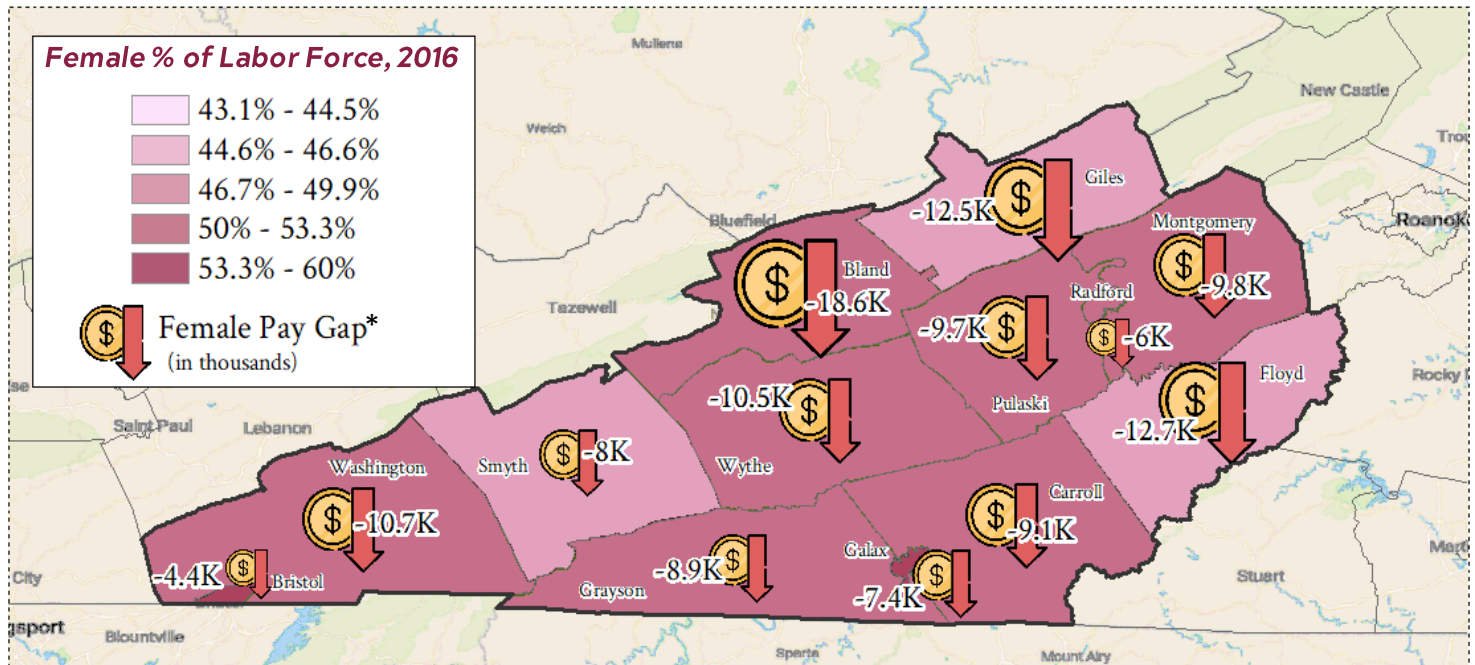 Female % of Labor Force, 2016
43.1% - 44.5%
44.6% - 46.6%
46.7% - 49.9%
50% - 53.3%
53.3% - 60%
$
Female Pay Gap*
(in thousands)
Mullens
New Castle
Welch
$
Giles
-12.5K
Bluefield
Montgomery
$
-9.8K
$
Bland
-18.6K
Radford
$
-6K
Tazewell
$
-9.7K
Pulaski
$
Floyd
-12.7K
Rocky
$
-10.5K
Wythe
Saint Paul
Lebanon
Washington
$
-10.7K
Smyth
$
-8K
Carroll
$
-9.1K
Galax
$
-7.4K
$
-8.9K
Grayson
$
-4.4K
Bristol
City
Stuart
gsport
Blountville
Sparta
Mount Airy